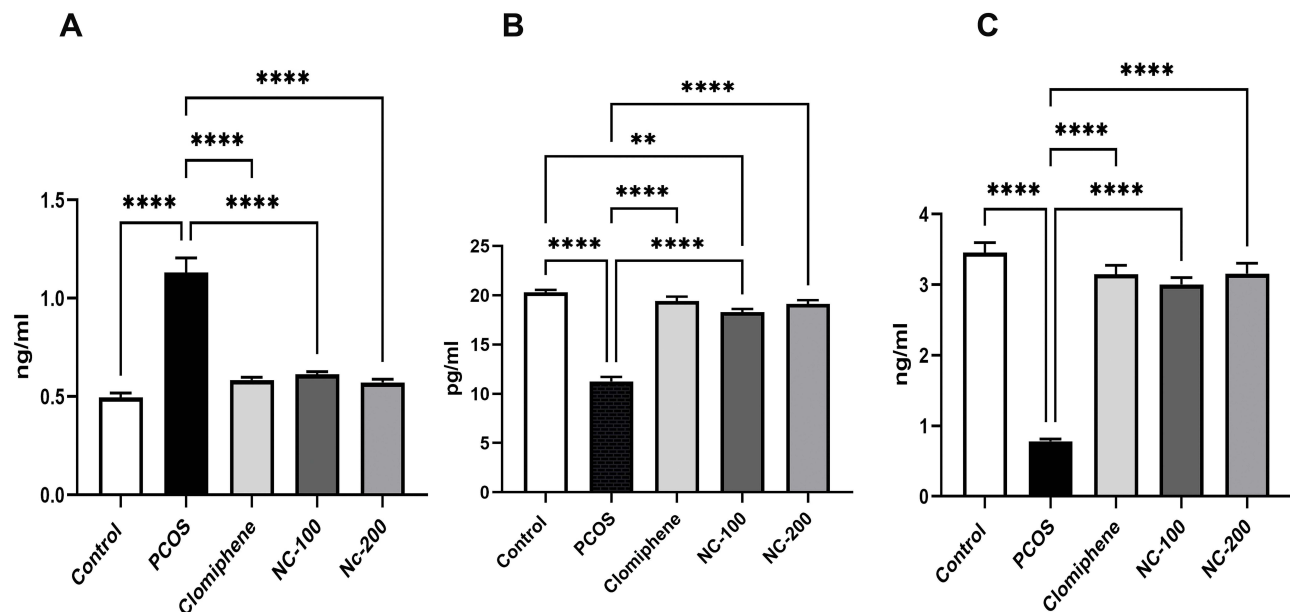 A
****
****
**** ****
1.5
1.0
0.5
0.0
ng/ml
Control
PCOS
Clomiphene
NC-100
Nc-200
B
****
**
****
**** ****
25
20
15
10
5
0
pg/ml
Control
PCOS
Clomiphene
NC-100
NC-200
C
****
****
**** ****
4
3
2
1
0
ng/ml
Control
PCOS
Clomiphene
NC-100
NC-200